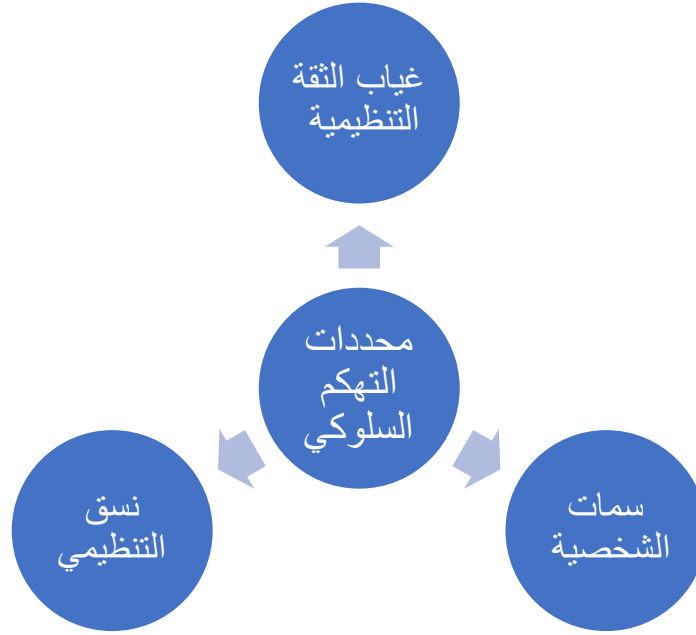 غياب الثقة
التنظيمية
محددات
التهكم
السلوكي
سمات
الشخصية
نسق
التنظيمي